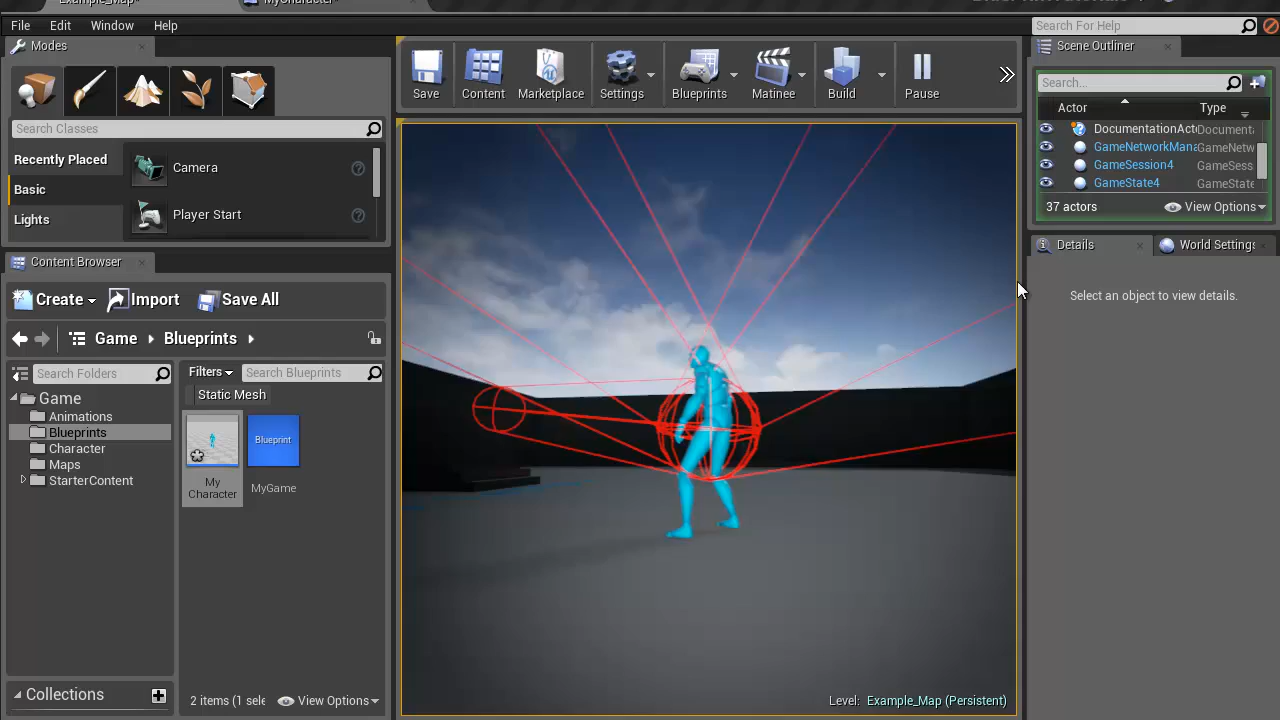 Example_Map
MyCharacter
File Edit Window Help
Search For Help
Modes
Search Classes
Recently Placed
Basic
Lights
Camera
Player Start
Content Browser
Create Import Save All
Game Blueprints
Search Folders
Game
Animations
Blueprints
Character
Maps
StarterContent
Collections
Filters Search Blueprints
Static Mesh
My
Character
Blueprint
MyGame
2 items (1 sele View Options
Save Content Marketplace Settings Blueprints Matinee Build Pause
Level: Example_Map (Persistent)
Scene Outliner
Search...
Actor Type
DocumentationAct Documenta
GameNetworkMana GameNetw
GameSession4 GameSess
GameState4 GameState
37 actors View Options
Details World Settings
Select an object to view details.